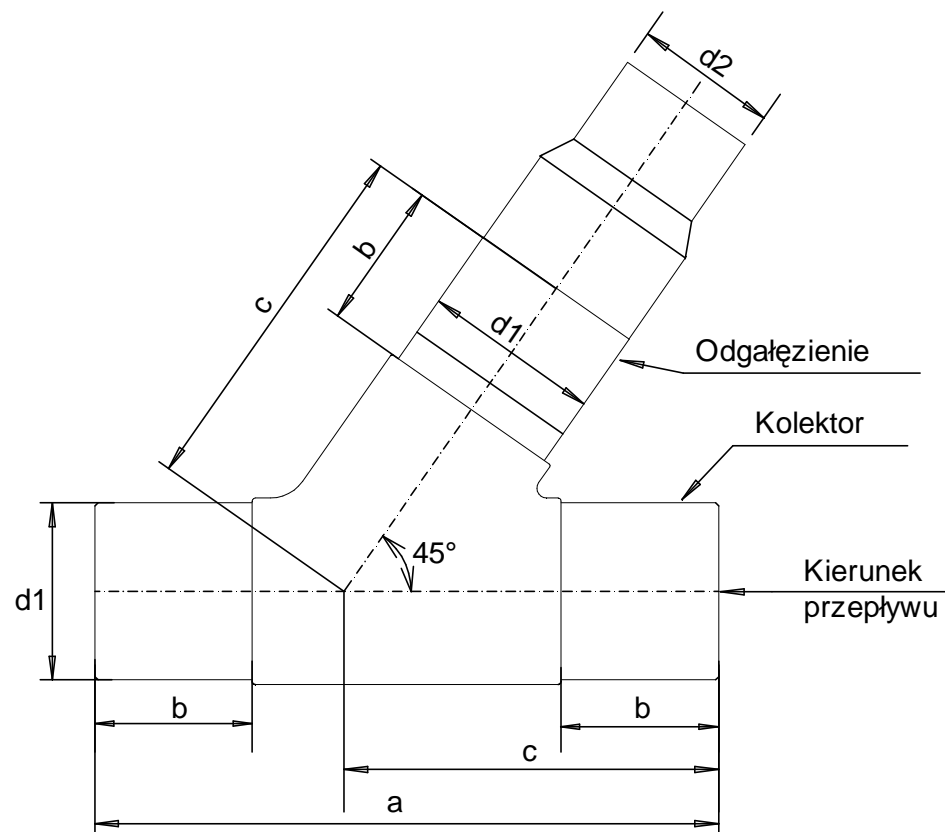 d2
b
c
d1
Odgałęzienie
Kolektor
45°
Kierunek
przepływu
d1
b
b
c
a